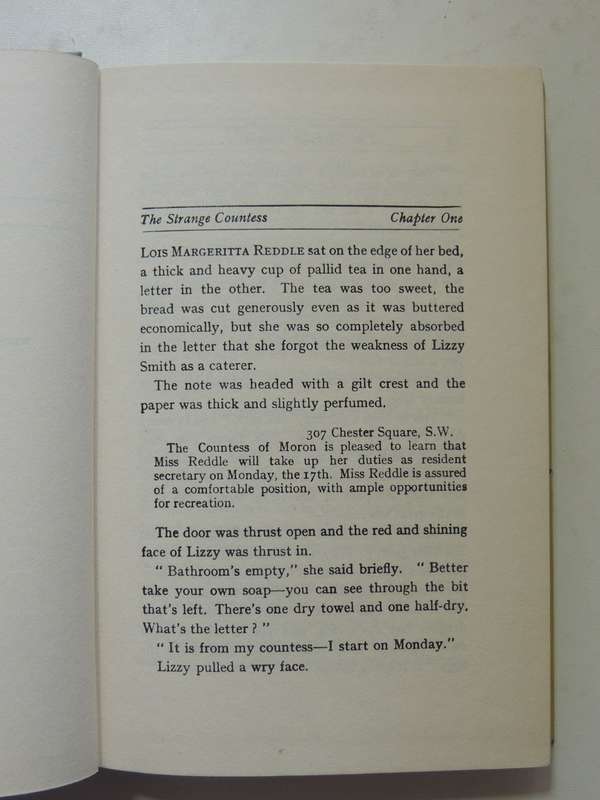 The Strange Countess Chapter One
LOIS MARGERITTA REDDLE sat on the edge of her bed,
a thick and heavy cup of pallid tea in one hand, a
letter in the other. The tea was too sweet, the
bread was cut generously even as it was buttered
economically, but she was so completely absorbed
in the letter that she forgot the weakness of Lizzy
Smith as a caterer.
The note was headed with a gilt crest and the
paper was thick and slightly perfumed.
307 Chester Square, S.W.
The Countess of Moron is pleased to learn that
Miss Reddle will take up her duties as resident
secretary on Monday, the 17th. Miss Reddle is assured
of a comfortable position, with ample opportunities
for recreation.
The door was thrust open and the red and shining
face of Lizzy was thrust in.
" Bathroom's empty," she said briefly. " Better
take your own soap—you can see through the bit
that's left. There's one dry towel and one half-dry.
What's the letter ? "
" It is from my countess—I start on Monday."
Lizzy pulled a wry face.